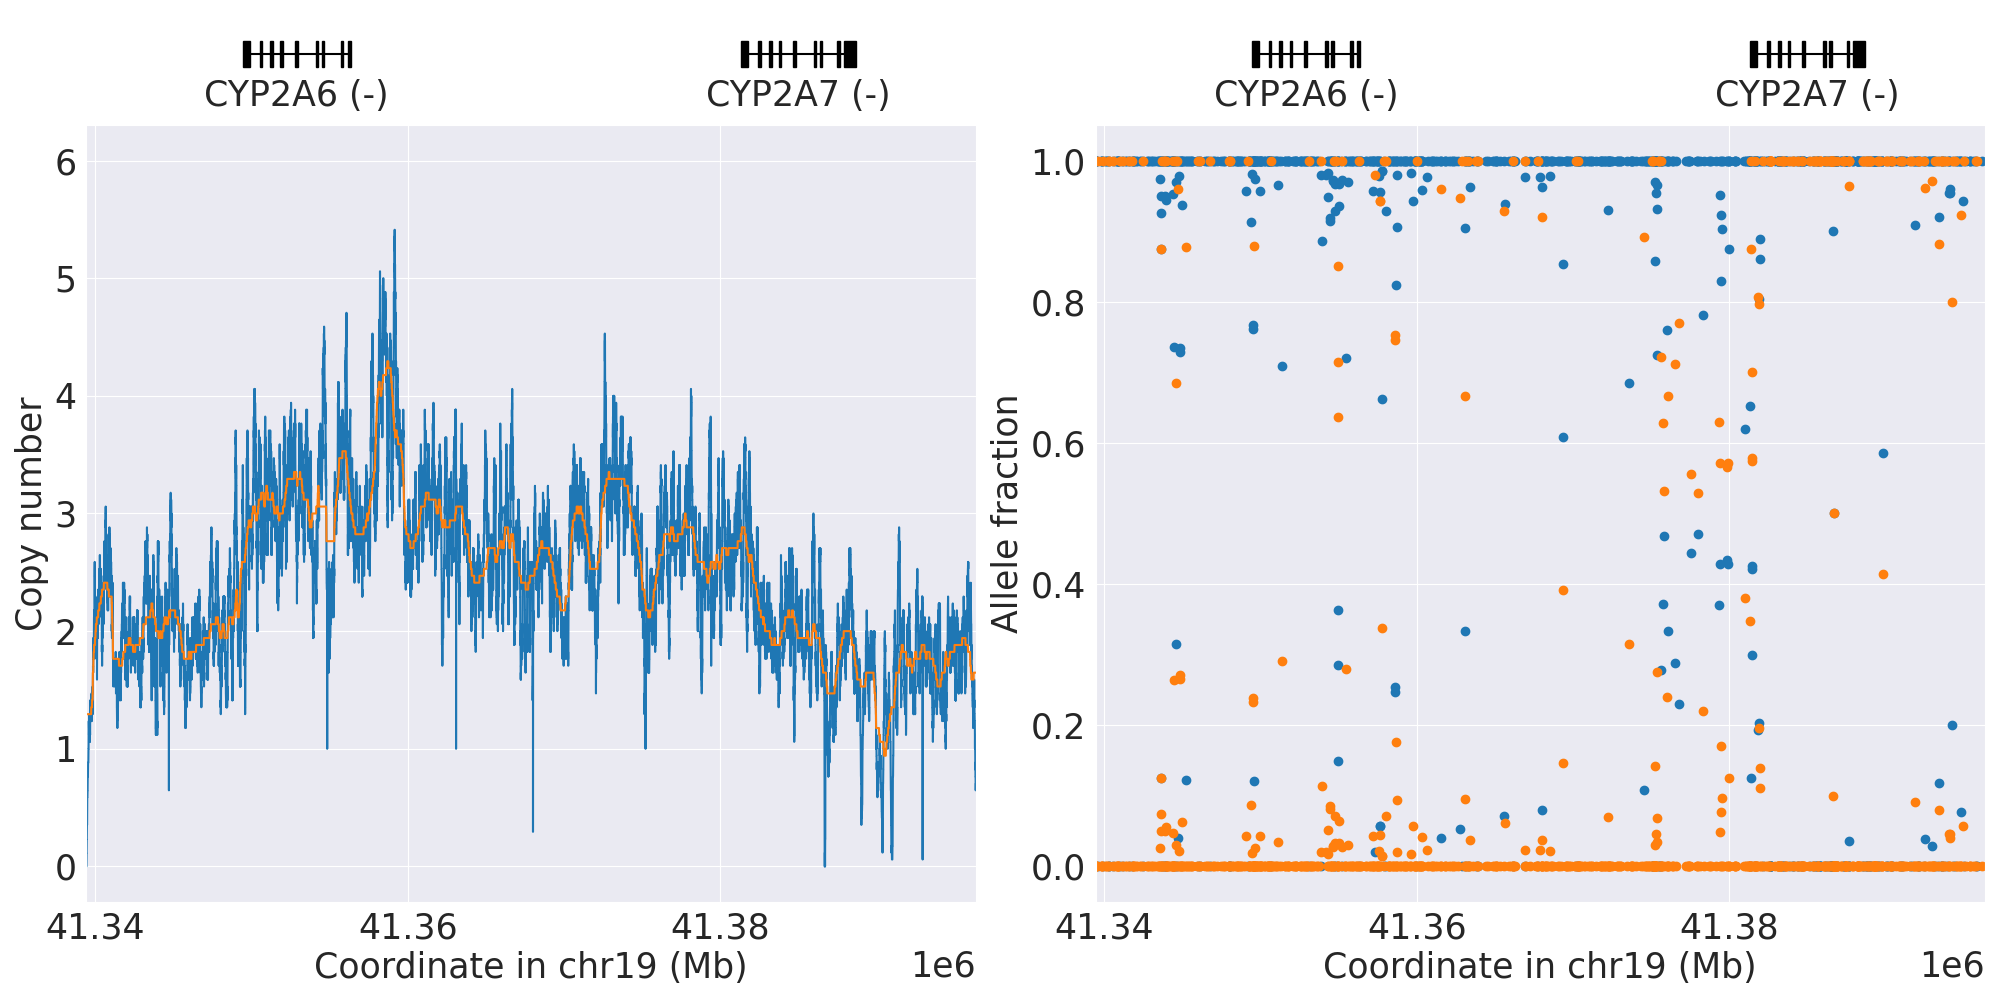 CYP2A6 (-)
CYP2A7 (-)
CYP2A6 (-)
CYP2A7 (-)
Copy number
6
5
4
3
2
1
0
41.34
41.36
41.38
Coordinate in chr19 (Mb)
1e6
Allele fraction
1.0
0.8
0.6
0.4
0.2
0.0
41.34
41.36
41.38
Coordinate in chr19 (Mb)
1e6